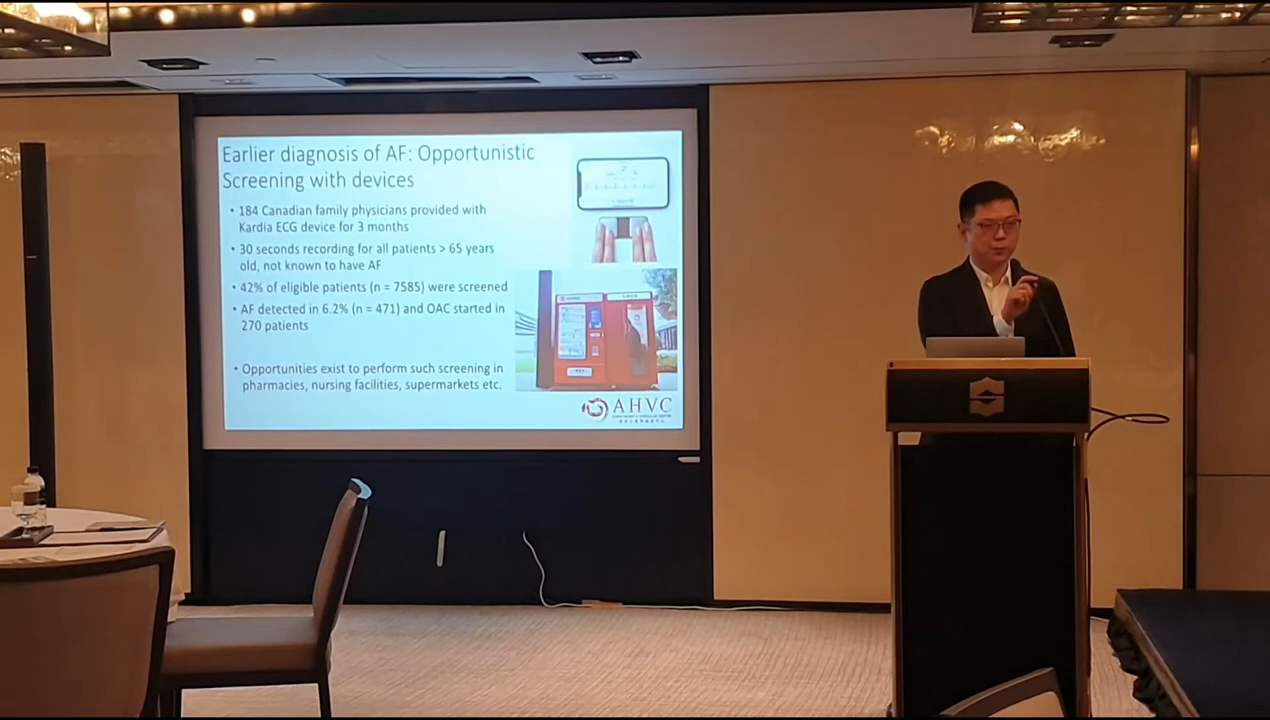 Earlier diagnosis of AF: Opportunistic
Screening with devices
• 184 Canadian family physicians provided with
Kardia ECG device for 3 months
• 30 seconds recording for all patients > 65 years
old, not known to have AF
• 42% of eligible patients (n = 7585) were screened
• AF detected in 6.2% (n = 471) and OAC started in
270 patients
• Opportunities exist to perform such screening in
pharmacies, nursing facilities, supermarkets etc.
AHVC